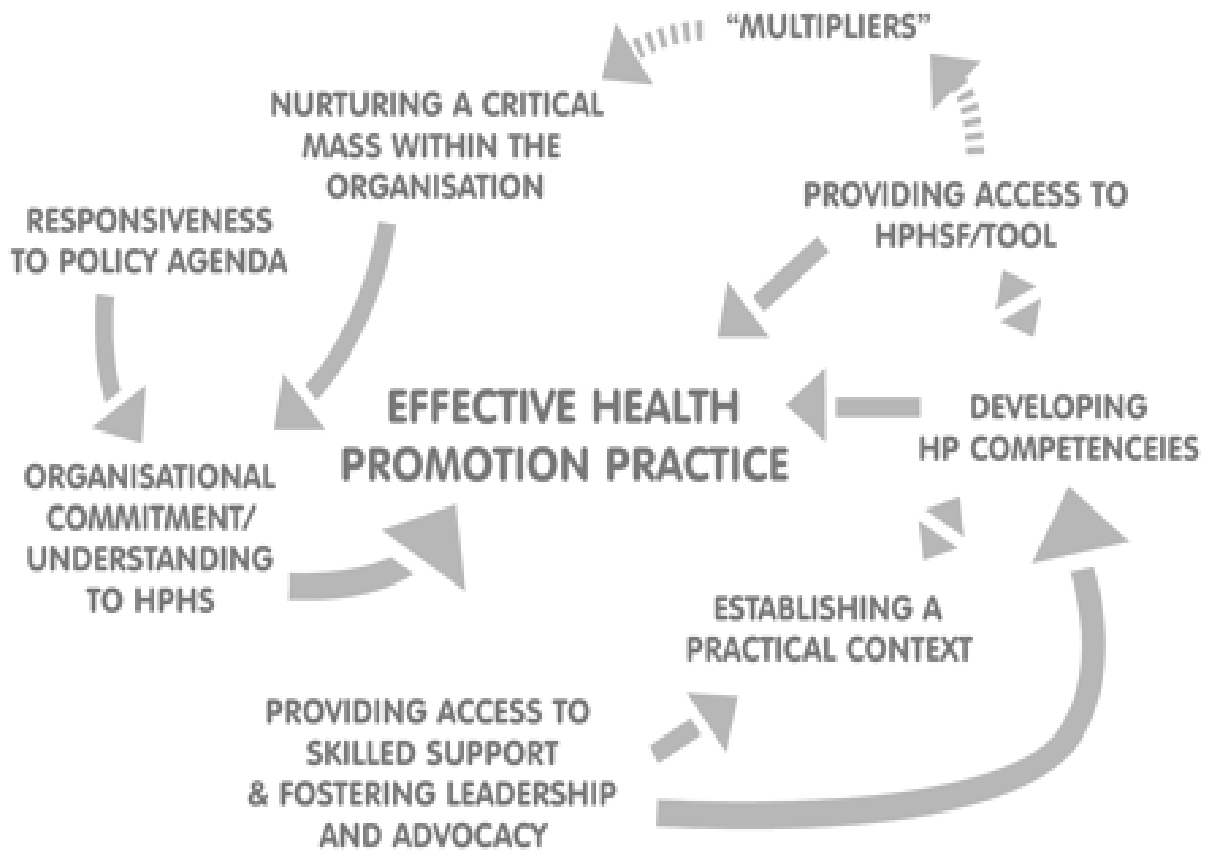 “MULTIPLIERS”
NURTURING A CRITICAL
MASS WITHIN THE
ORGANISATION
PROVIDING ACCESS TO
HPHSF/TOOL
RESPONSIVENESS
TO POLICY AGENDA
EFFECTIVE HEALTH
PROMOTION PRACTICE
DEVELOPING
HP COMPETENCEIES
ORGANISATIONAL
COMMITMENT/
UNDERSTANDING
TO HPHS
ESTABLISHING A
PRACTICAL CONTEXT
PROVIDING ACCESS TO
SKILLED SUPPORT
& FOSTERING LEADERSHIP
AND ADVOCACY